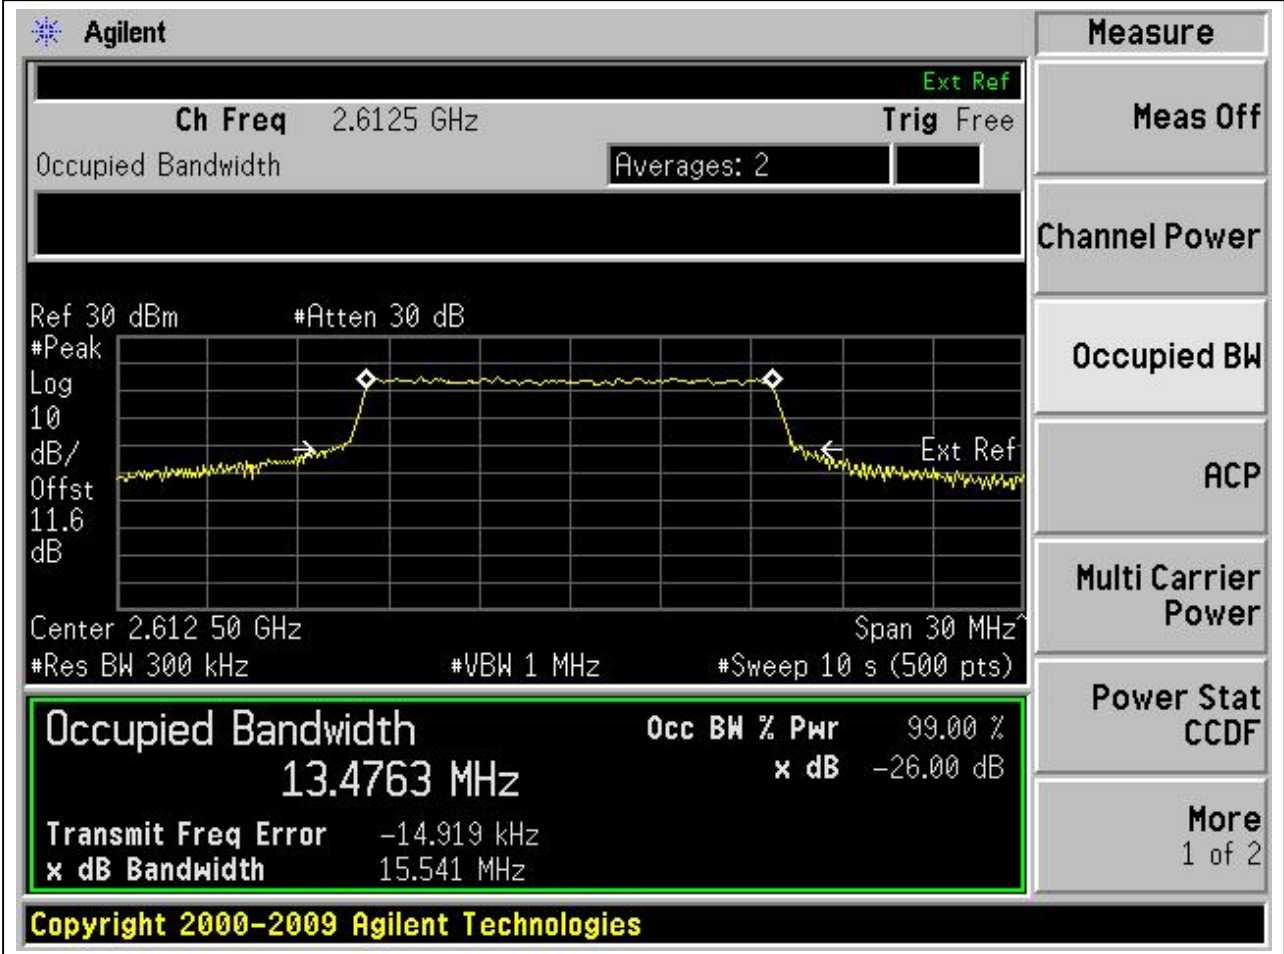 Agilent
Measure
Ext Ref
Ch Freq 2.6125 GHz Trig Free
Occupied Bandwidth Averages: 2
Ref 30 dBm #Atten 30 dB
#Peak
Log
10
dB/
Offst
11.6
dB
Ext Ref
Center 2.612 50 GHz Span 30 MHz^
#Res BW 300 kHz #VBW 1 MHz #Sweep 10 s (500 pts)
Occupied Bandwidth Occ BW % Pwr 99.00 %
13.4763 MHz x dB -26.00 dB
Transmit Freq Error -14.919 kHz
x dB Bandwidth 15.541 MHz
Meas Off
Channel Power
Occupied BW
ACP
Multi Carrier
Power
Power Stat
CCDF
More
1 of 2
Copyright 2000-2009 Agilent Technologies